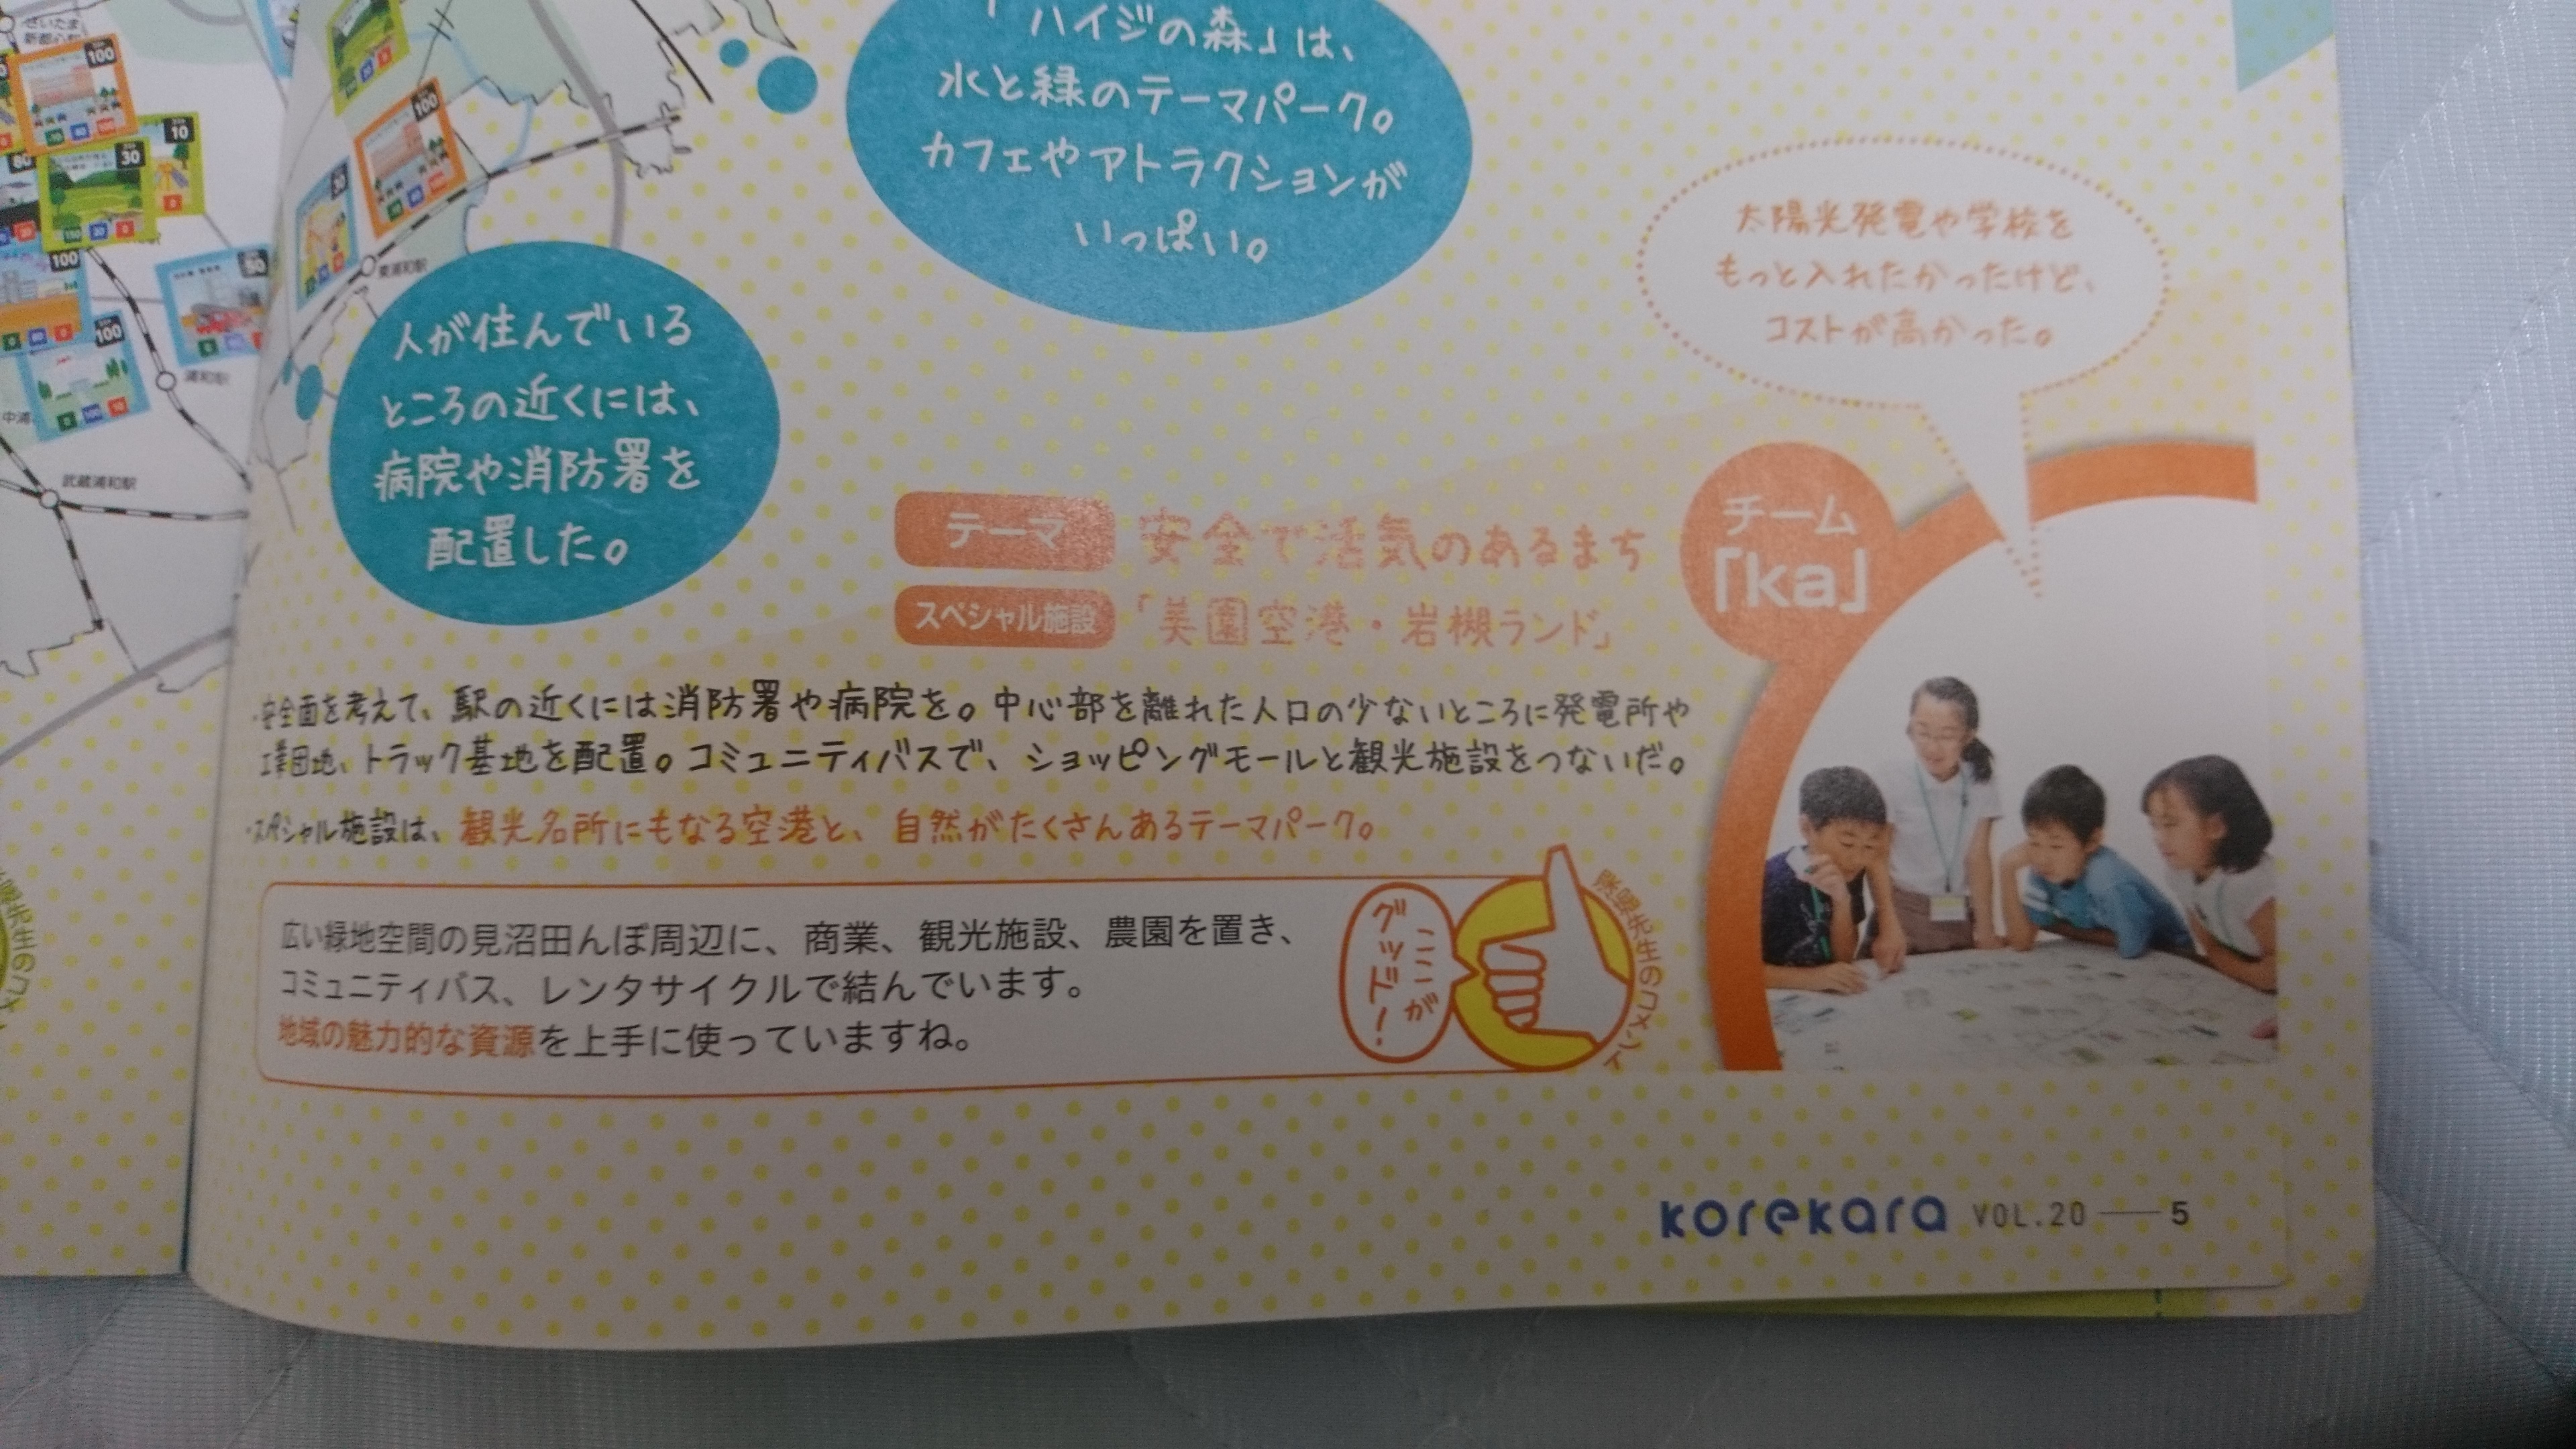 さいたま
新都心駅
100
100
10
30
80
100
50
100
30
東浦和駅
浦和駅
中浦
武蔵浦和駅
「ハイジの森」は、
水と緑のテーマパーク。
カフェやアトラクションが
いっぱい。
人が住んでいる
ところの近くには、
病院や消防署を
配置した。
太陽光発電や学校を
もっと入れたかったけど、
コストが高かった。
チーム
「ka」
テーマ 安全で活気のあるまち
スペシャル施設 「美園空港・岩槻ランド」
・安全面を考えて、駅の近くには消防署や病院を。中心部を離れた人口の少ないところに発電所や
工業団地、トラック基地を配置。コミュニティバスで、ショッピングモールと観光施設をつないだ。
・スペシャル施設は、観光名所にもなる空港と、自然がたくさんあるテーマパーク。
広い緑地空間の見沼田んぼ周辺に、商業、観光施設、農園を置き、
コミュニティバス、レンタサイクルで結んでいます。
地域の魅力的な資源を上手に使っていますね。
ここが
グッド!
先生のコメント
先生のコメ
korekara VOL.20 — 5